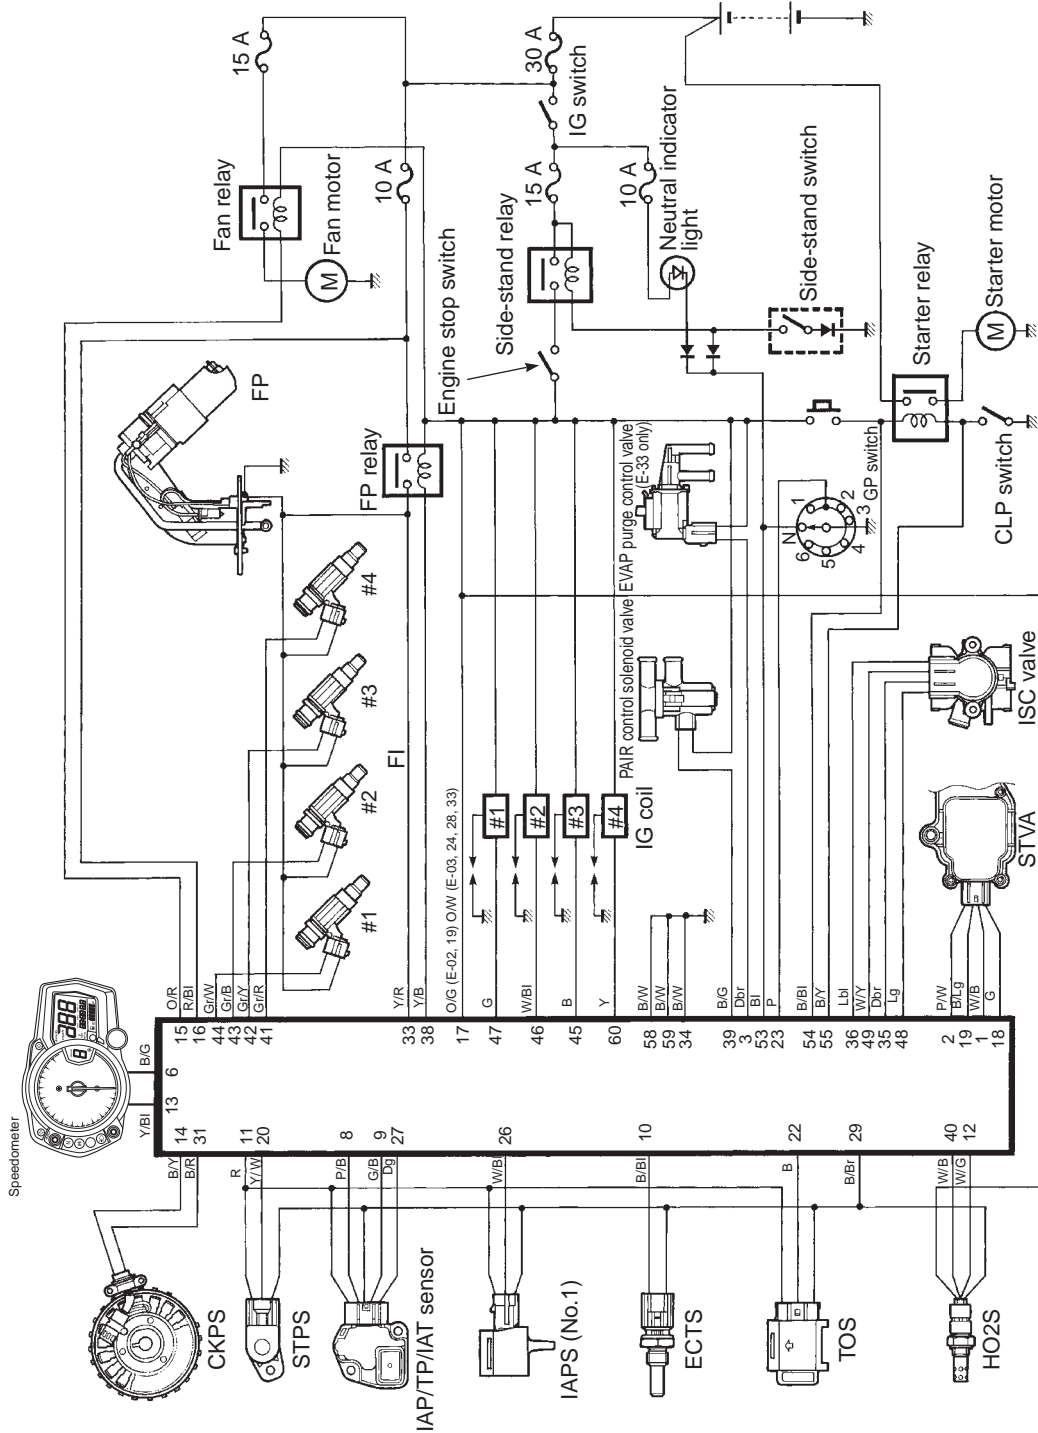 Speedometer
Y/Bl
B/G
13
6
15 A
Fan relay
Fan motor
M
10 A
30 A
IG switch
15 A
10 A
Neutral indicator
light
Side-stand relay
Engine stop switch
Side-stand switch
Starter relay
Starter motor
M
CLP switch
GP switch
N
1
2
3
4
5
6
FP
FP relay
#4
#3
#2
#1
FI
O/G (E-02, 19) O/W (E-03, 24, 28, 33)
#1
#2
#3
#4
IG coil
PAIR control solenoid valve
EVAP purge control valve
(E-33 only)
ISC valve
STVA
O/R
15
R/Bl
16
Gr/W
44
Gr/B
43
Gr/Y
42
Gr/R
41
Y/R
33
Y/B
38
17
G
47
W/Bl
46
B
45
Y
60
B/W
58
B/W
59
B/W
34
B/G
39
Dbr
3
Bl
53
P
23
B/Bl
54
B/Y
55
Lbl
36
W/Y
49
Dbr
35
Lg
48
P/W
2
B/Lg
19
W/B
1
G
18
14
B/Y
31
B/R
11
R
20
Y/W
8
P/B
9
G/B
27
Dg
26
W/Bl
10
B/Bl
22
B
29
B/Br
40
W/B
12
W/G
CKPS
STPS
IAP/TP/IAT sensor
IAPS (No.1)
ECTS
TOS
HO2S